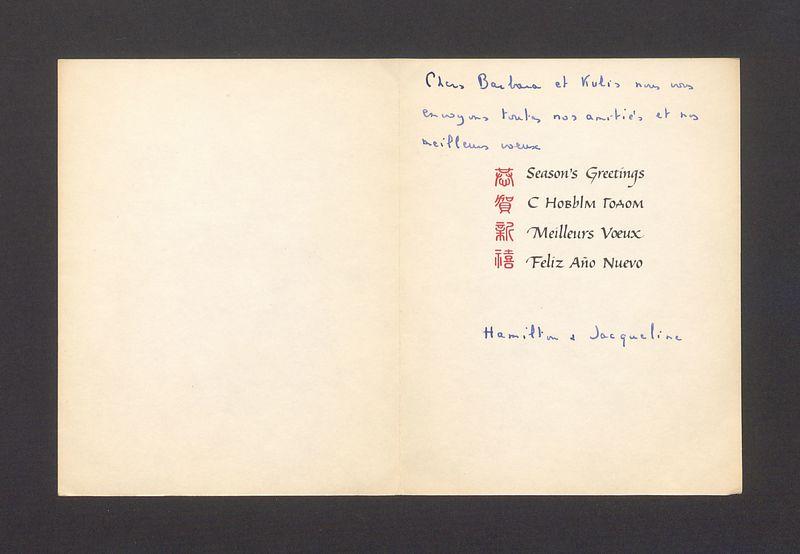 Chers Barbara et Kulis nous vous
envoyons toutes nos amitiés et nos
meilleurs voeux
恭賀新禧
Season's Greetings
С Новым Годом
Meilleurs Vœux
Feliz Año Nuevo
Hamilton & Jacqueline